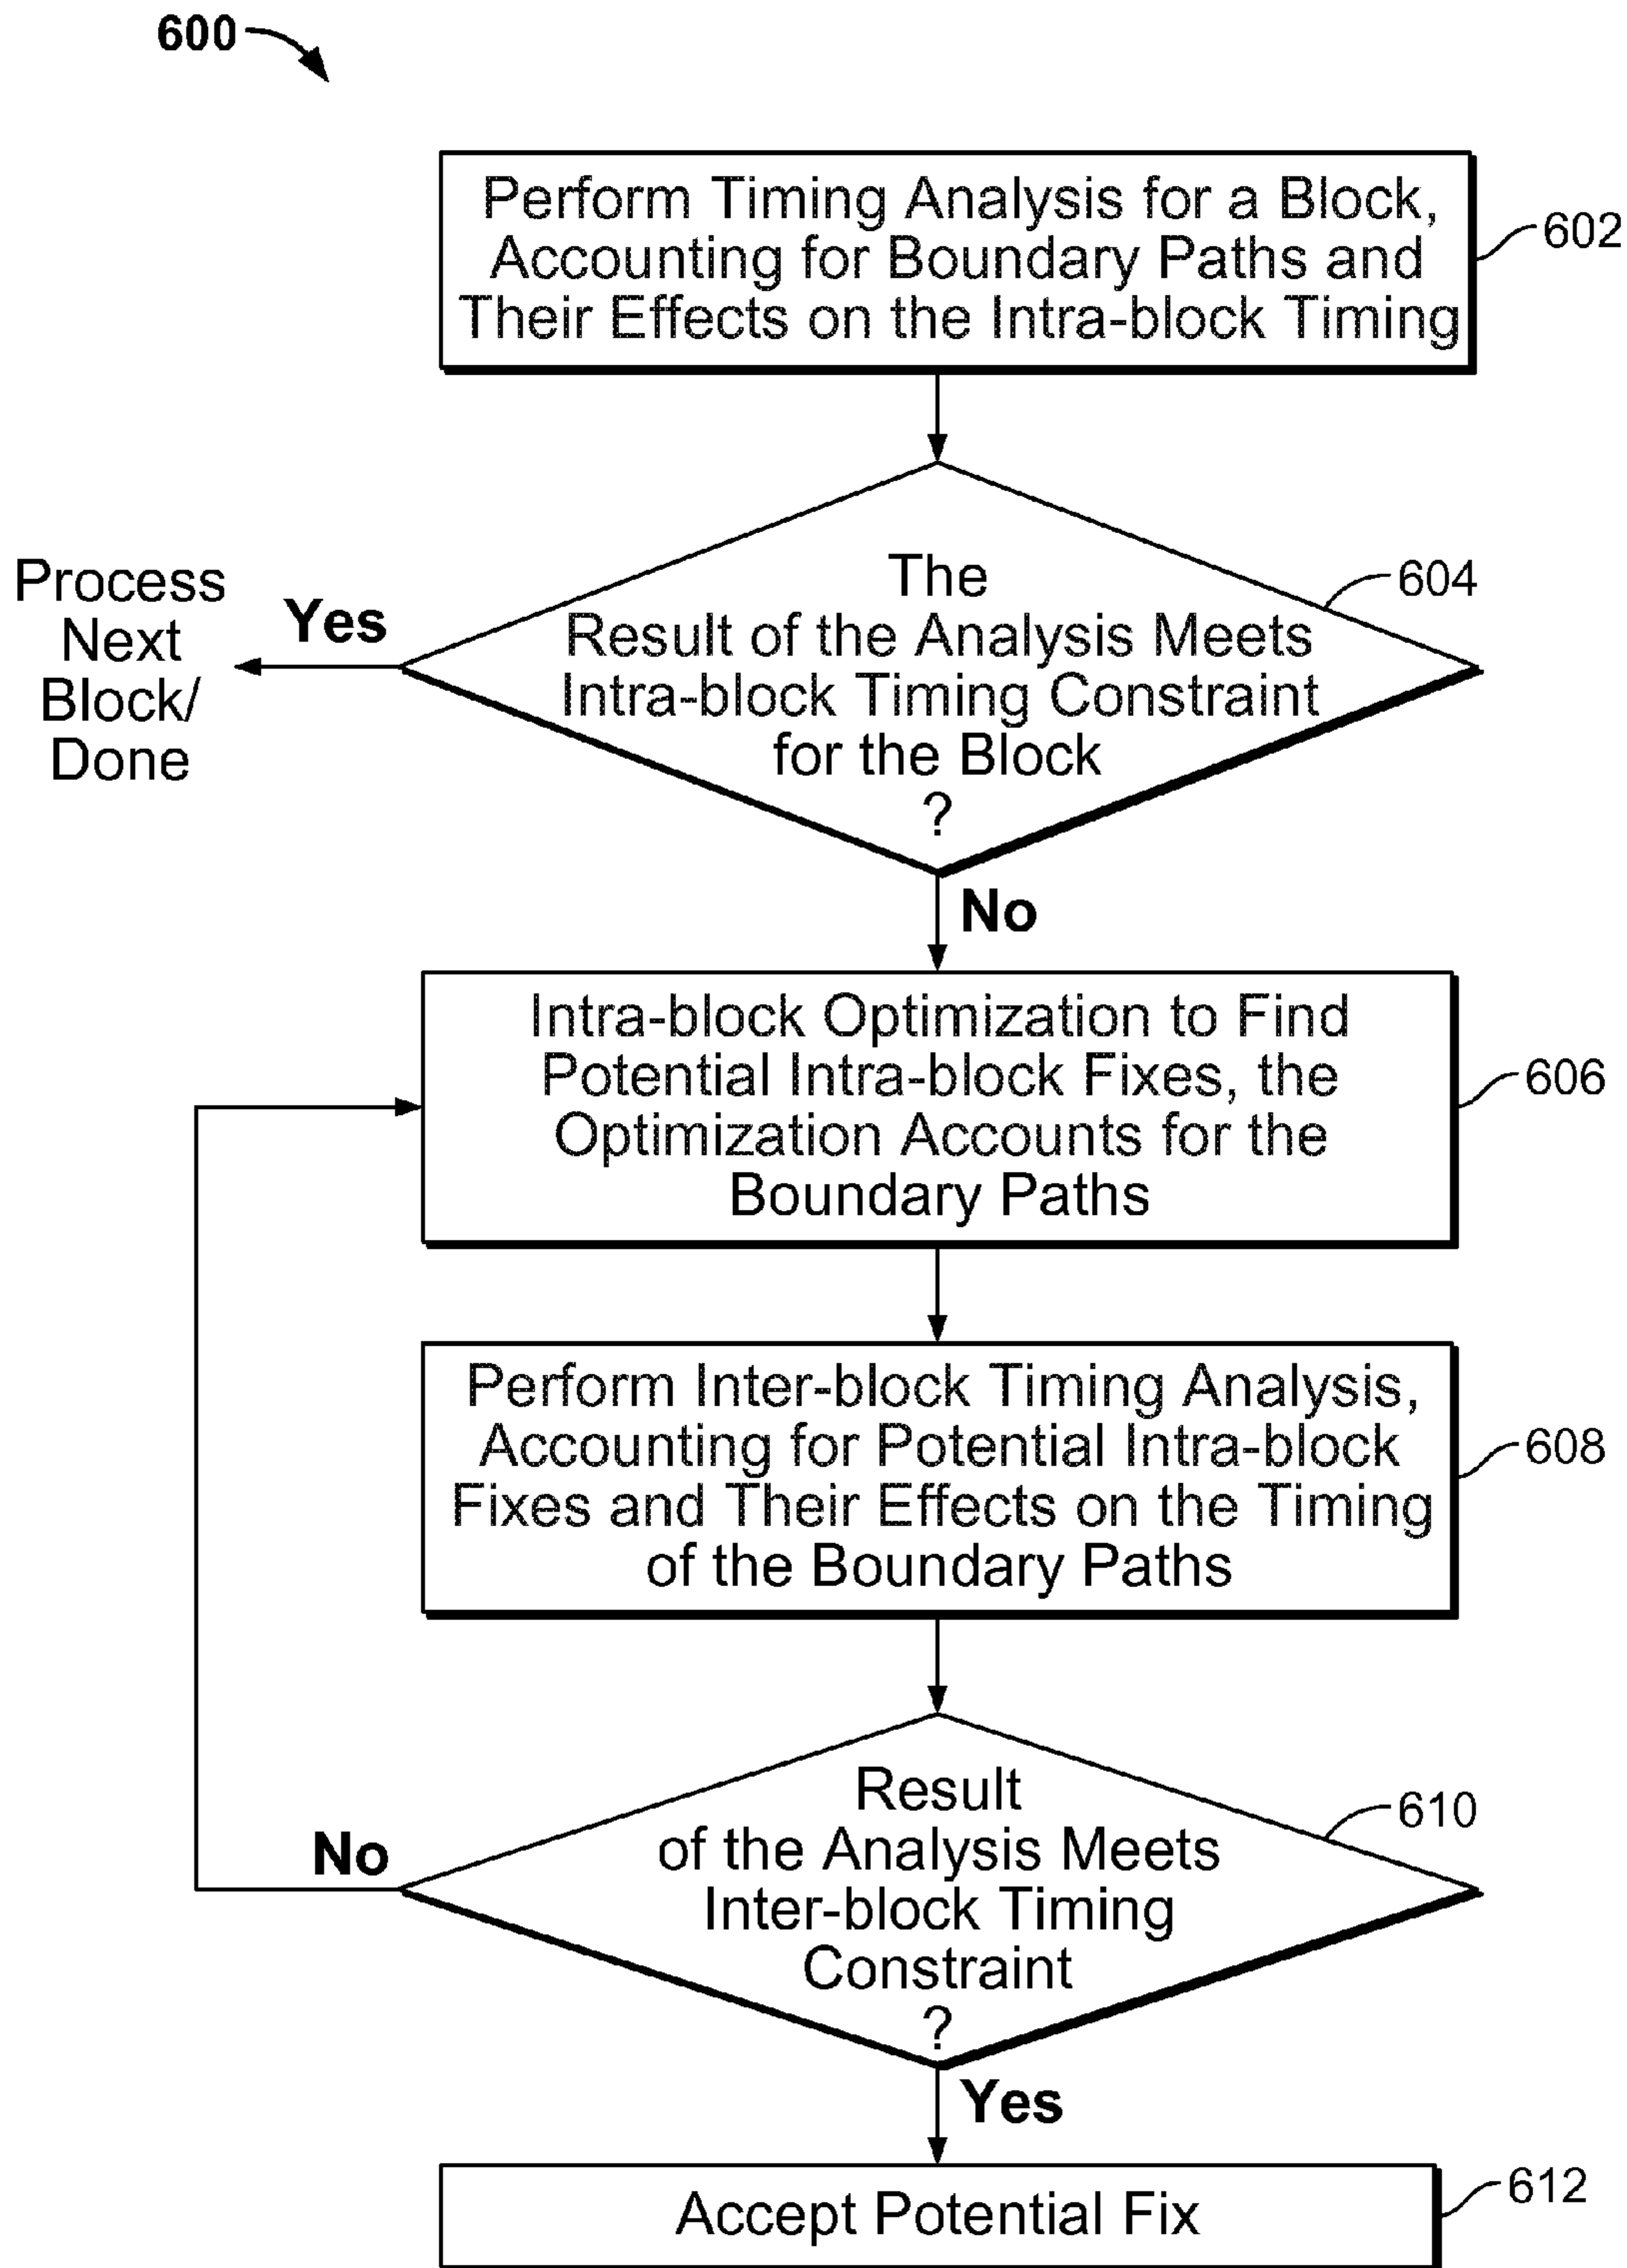 600
Perform Timing Analysis for a Block,
Accounting for Boundary Paths and
Their Effects on the Intra-block Timing
602
The
Result of the Analysis Meets
Intra-block Timing Constraint
for the Block
?
604
Yes
Process
Next
Block/
Done
No
Intra-block Optimization to Find
Potential Intra-block Fixes, the
Optimization Accounts for the
Boundary Paths
606
Perform Inter-block Timing Analysis,
Accounting for Potential Intra-block
Fixes and Their Effects on the Timing
of the Boundary Paths
608
Result
of the Analysis Meets
Inter-block Timing
Constraint
?
610
No
Yes
Accept Potential Fix
612